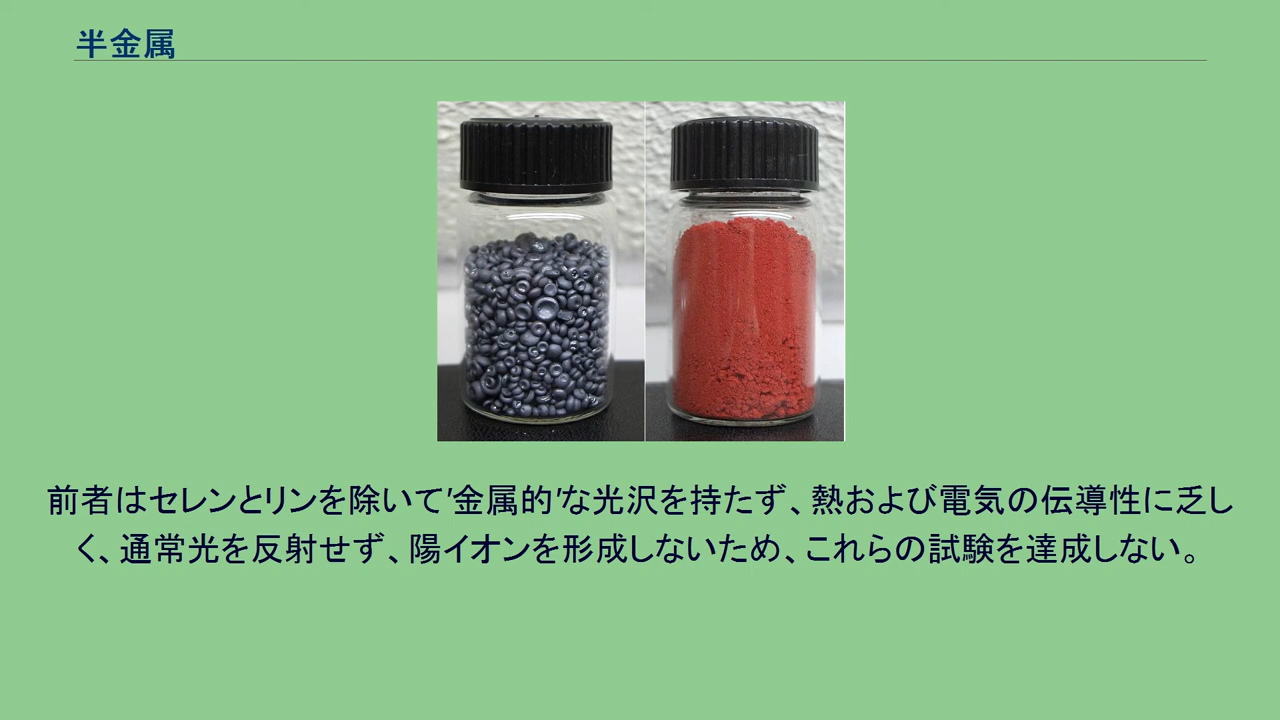 半金属
前者はセレンとリンを除いて'金属的'な光沢を持たず、熱および電気の伝導性に乏し
く、通常光を反射せず、陽イオンを形成しないため、これらの試験を達成しない。